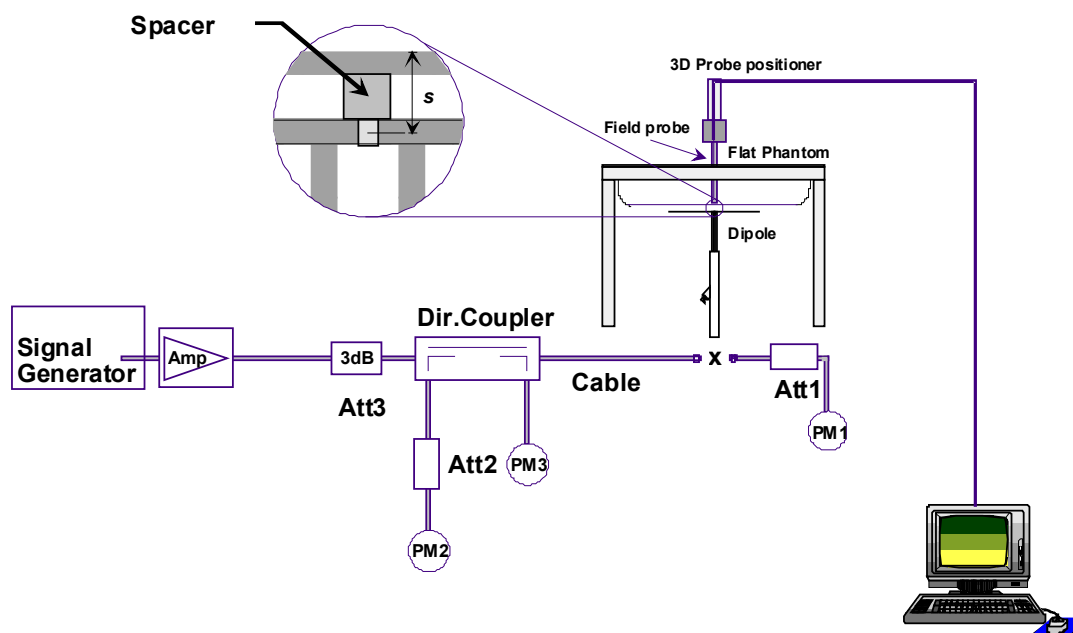 Spacer
s
3D Probe positioner
Field probe
Flat Phantom
Dipole
Signal
Generator
Amp
3dB
Att3
Dir.Coupler
Cable
x
Att1
PM1
Att2
PM3
PM2